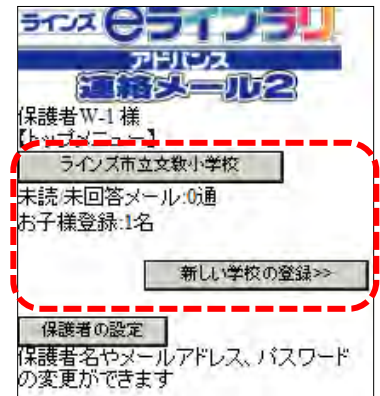 ラインズeライブラリ
アドバンス
連絡メール2
保護者W-1 様
【トップメニュー】
ラインズ市立文教小学校
未読/未回答メール:0通
お子様登録:1名
新しい学校の登録>>
保護者の設定
保護者名やメールアドレス、パスワード
の変更ができます